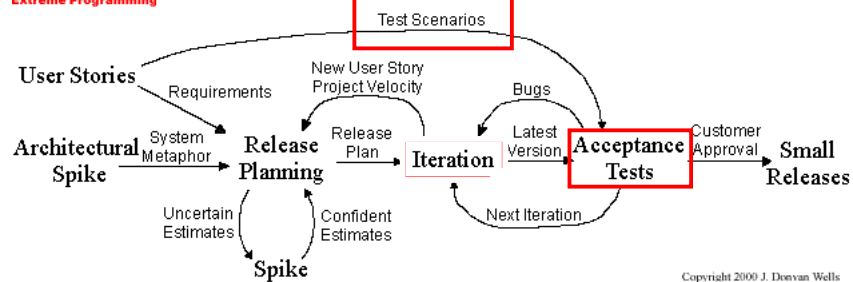 Extreme Programming
Test Scenarios
User Stories
New User Story
Project Velocity
Requirements
Bugs
Architectural
Spike
System
Metaphor
Release
Planning
Release
Plan
Iteration
Latest
Version
Acceptance
Tests
Customer
Approval
Small
Releases
Uncertain
Estimates
Confident
Estimates
Next Iteration
Spike
Copyright 2000 J. Donvan Wells